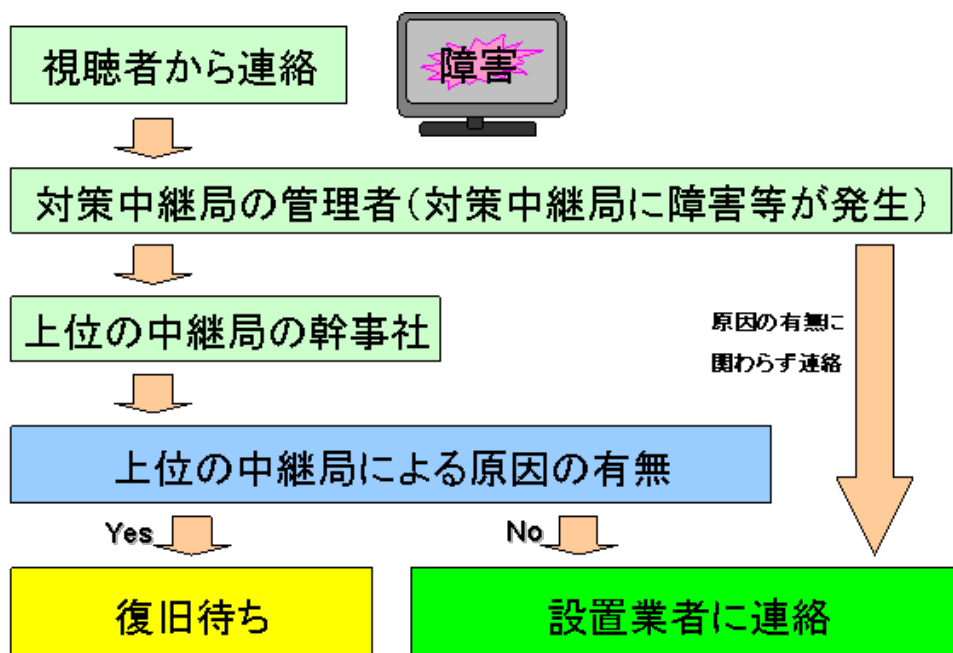 視聴者から連絡
障害
対策中継局の管理者(対策中継局に障害等が発生)
上位の中継局の幹事社
原因の有無に
関わらず連絡
上位の中継局による原因の有無
Yes
No
復旧待ち
設置業者に連絡